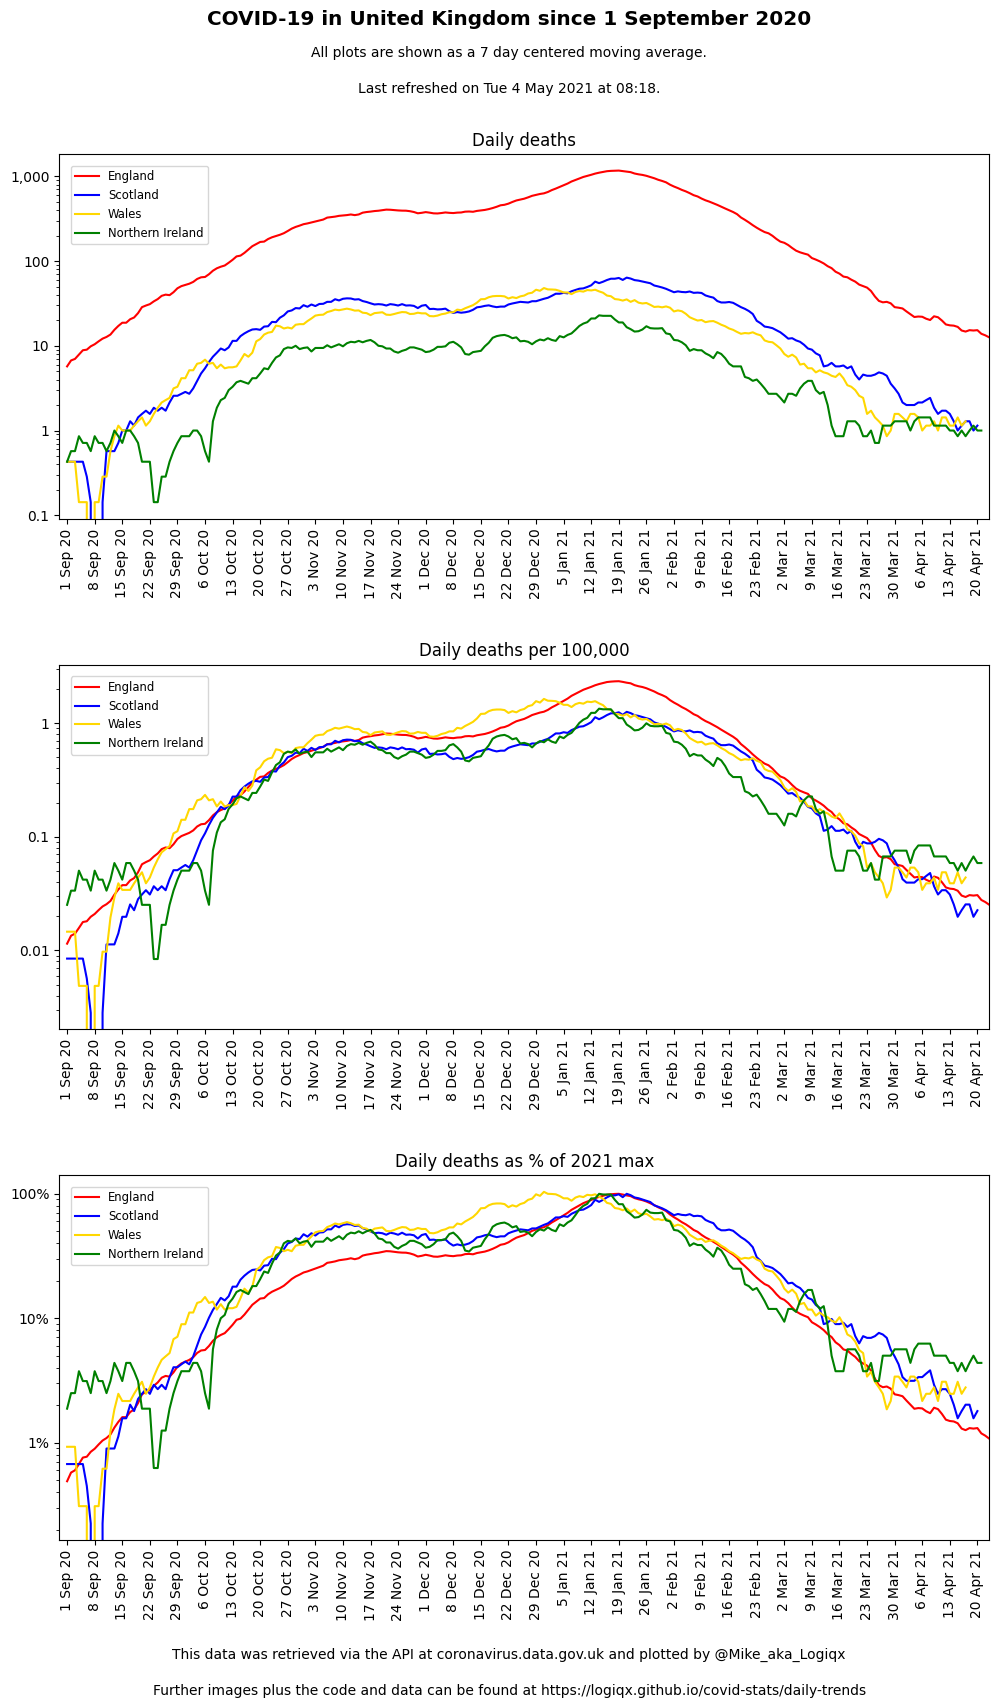 COVID-19 in United Kingdom since 1 September 2020
All plots are shown as a 7 day centered moving average.
Last refreshed on Tue 4 May 2021 at 08:18.
Daily deaths
England
Scotland
Wales
Northern Ireland
1,000
100
10
1
0.1
1 Sep 20
8 Sep 20
15 Sep 20
22 Sep 20
29 Sep 20
6 Oct 20
13 Oct 20
20 Oct 20
27 Oct 20
3 Nov 20
10 Nov 20
17 Nov 20
24 Nov 20
1 Dec 20
8 Dec 20
15 Dec 20
22 Dec 20
29 Dec 20
5 Jan 21
12 Jan 21
19 Jan 21
26 Jan 21
2 Feb 21
9 Feb 21
16 Feb 21
23 Feb 21
2 Mar 21
9 Mar 21
16 Mar 21
23 Mar 21
30 Mar 21
6 Apr 21
13 Apr 21
20 Apr 21
Daily deaths per 100,000
England
Scotland
Wales
Northern Ireland
1
0.1
0.01
1 Sep 20
8 Sep 20
15 Sep 20
22 Sep 20
29 Sep 20
6 Oct 20
13 Oct 20
20 Oct 20
27 Oct 20
3 Nov 20
10 Nov 20
17 Nov 20
24 Nov 20
1 Dec 20
8 Dec 20
15 Dec 20
22 Dec 20
29 Dec 20
5 Jan 21
12 Jan 21
19 Jan 21
26 Jan 21
2 Feb 21
9 Feb 21
16 Feb 21
23 Feb 21
2 Mar 21
9 Mar 21
16 Mar 21
23 Mar 21
30 Mar 21
6 Apr 21
13 Apr 21
20 Apr 21
Daily deaths as % of 2021 max
England
Scotland
Wales
Northern Ireland
100%
10%
1%
1 Sep 20
8 Sep 20
15 Sep 20
22 Sep 20
29 Sep 20
6 Oct 20
13 Oct 20
20 Oct 20
27 Oct 20
3 Nov 20
10 Nov 20
17 Nov 20
24 Nov 20
1 Dec 20
8 Dec 20
15 Dec 20
22 Dec 20
29 Dec 20
5 Jan 21
12 Jan 21
19 Jan 21
26 Jan 21
2 Feb 21
9 Feb 21
16 Feb 21
23 Feb 21
2 Mar 21
9 Mar 21
16 Mar 21
23 Mar 21
30 Mar 21
6 Apr 21
13 Apr 21
20 Apr 21
This data was retrieved via the API at coronavirus.data.gov.uk and plotted by @Mike_aka_Logiqx
Further images plus the code and data can be found at https://logiqx.github.io/covid-stats/daily-trends